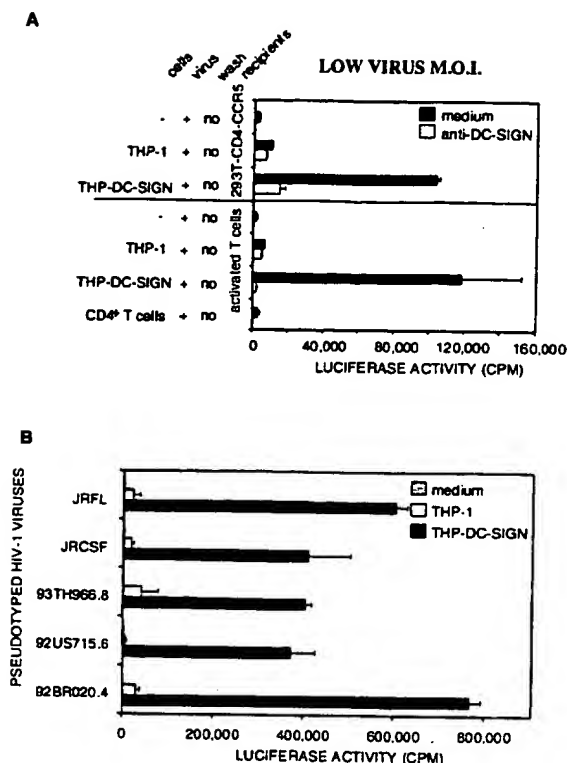 A
cells virus wash recipients
LOW VIRUS M.O.I.
medium
anti-DC-SIGN
- + no
THP-1 + no
THP-DC-SIGN + no
293T-CD4-CCR5
- + no
THP-1 + no
THP-DC-SIGN + no
CD4+ T cells + no
activated T cells
0 40,000 80,000 120,000 160,000
LUCIFERASE ACTIVITY (CPM)
B
PSEUDOTYPED HIV-1 VIRUSES
medium
THP-1
THP-DC-SIGN
JRFL
JRCSF
93TH966.8
92US715.6
92BR020.4
0 200,000 400,000 600,000 800,000
LUCIFERASE ACTIVITY (CPM)